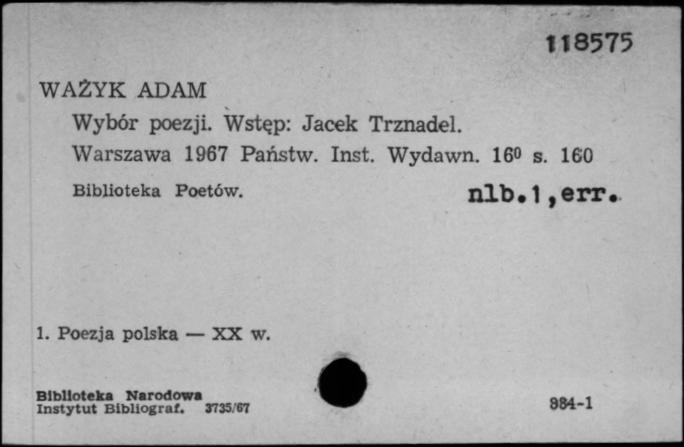 118575
WAŻYK ADAM
Wybór poezji. Wstęp: Jacek Trznadel.
Warszawa 1967 Państw. Inst. Wydawn. 16⁰ s. 160
Biblioteka Poetów. nlb.1,err.
1. Poezja polska — XX w.
Biblioteka Narodowa
Instytut Bibliograf. 3735/67 884-1